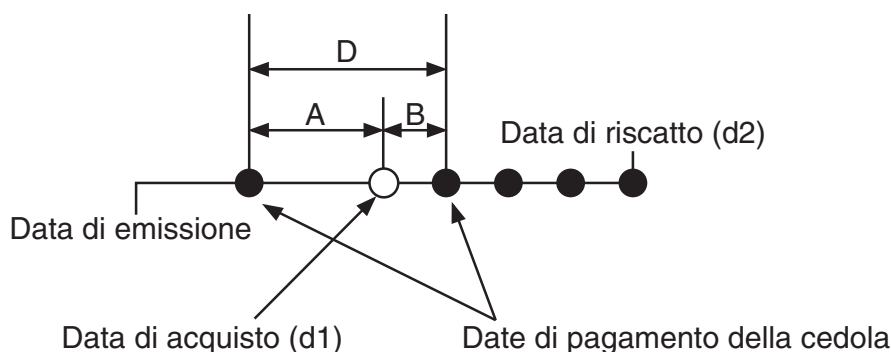 D
A
B
Data di riscatto (d2)
Data di emissione
Data di acquisto (d1)
Date di pagamento della cedola